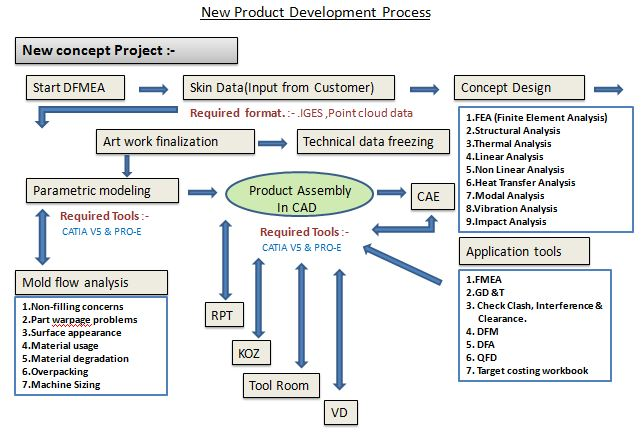 New Product Development Process
New concept Project :-
Start DFMEA
Skin Data(Input from Customer)
Concept Design
Required format. :- .IGES ,Point cloud data
Art work finalization
Technical data freezing
1.FEA (Finite Element Analysis)
2.Structural Analysis
3.Thermal Analysis
4.Linear Analysis
5.Non Linear Analysis
6.Heat Transfer Analysis
7.Modal Analysis
8.Vibration Analysis
9.Impact Analysis
Parametric modeling
Product Assembly
In CAD
CAE
Required Tools :-
CATIA V5 & PRO-E
Required Tools :-
CATIA V5 & PRO-E
Application tools
1.FMEA
2.GD &T
3. Check Clash, Interference &
Clearance.
4. DFM
5. DFA
6. QFD
7. Target costing workbook
Mold flow analysis
1.Non-filling concerns
2.Part warpage problems
3.Surface appearance
4.Material usage
5.Material degradation
6.Overpacking
7.Machine Sizing
RPT
KOZ
Tool Room
VD